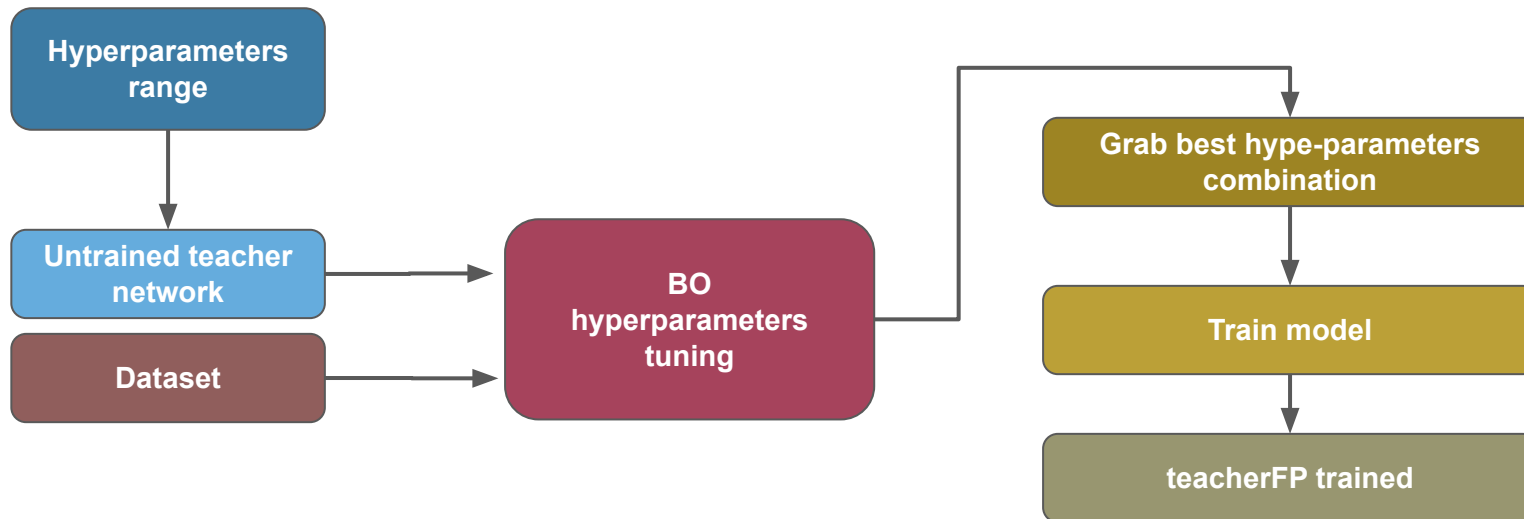 Hyperparameters
range
Untrained teacher
network
Dataset
BO
hyperparameters
tuning
Grab best hype-parameters
combination
Train model
teacherFP trained